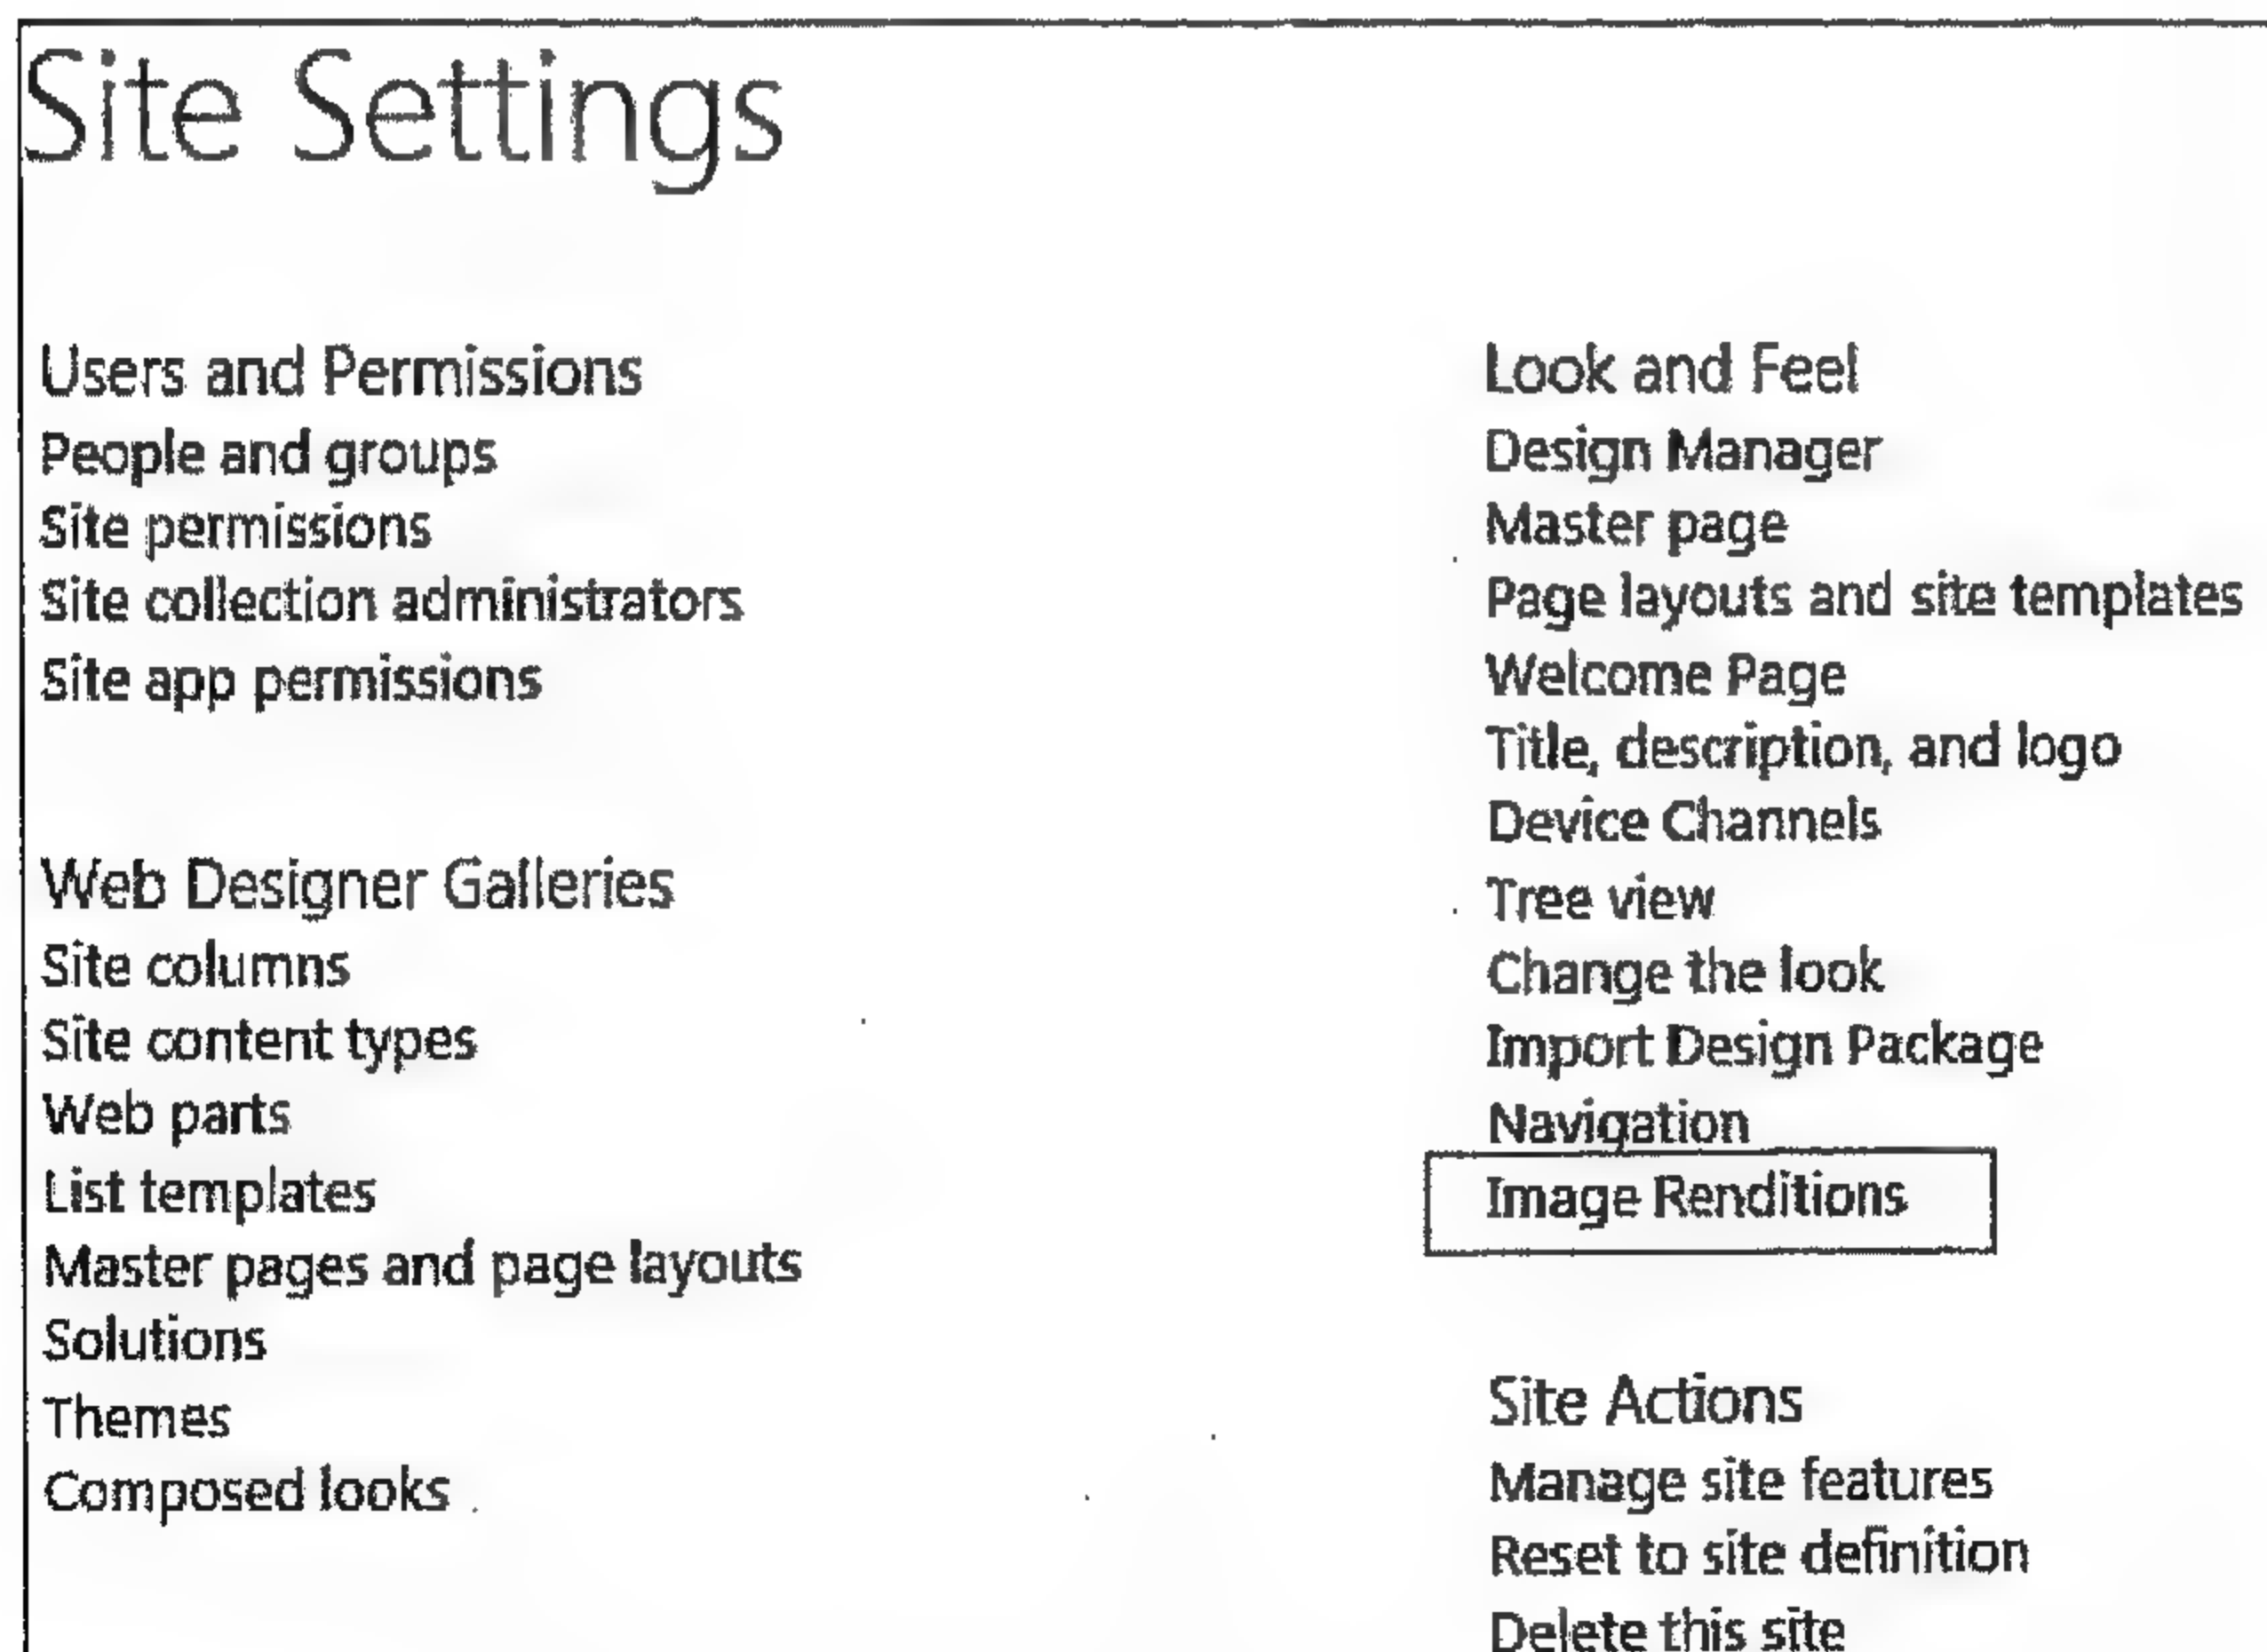 Site Settings
Users and Permissions
People and groups
Site permissions
Site collection administrators
Site app permissions
Web Designer Galleries
Site columns
Site content types
Web parts
List templates
Master pages and page layouts
Solutions
Themes
Composed looks
Look and Feel
Design Manager
Master page
Page layouts and site templates
Welcome Page
Title, description, and logo
Device Channels
Tree view
Change the look
Import Design Package
Navigation
Image Renditions
Site Actions
Manage site features
Reset to site definition
Delete this site